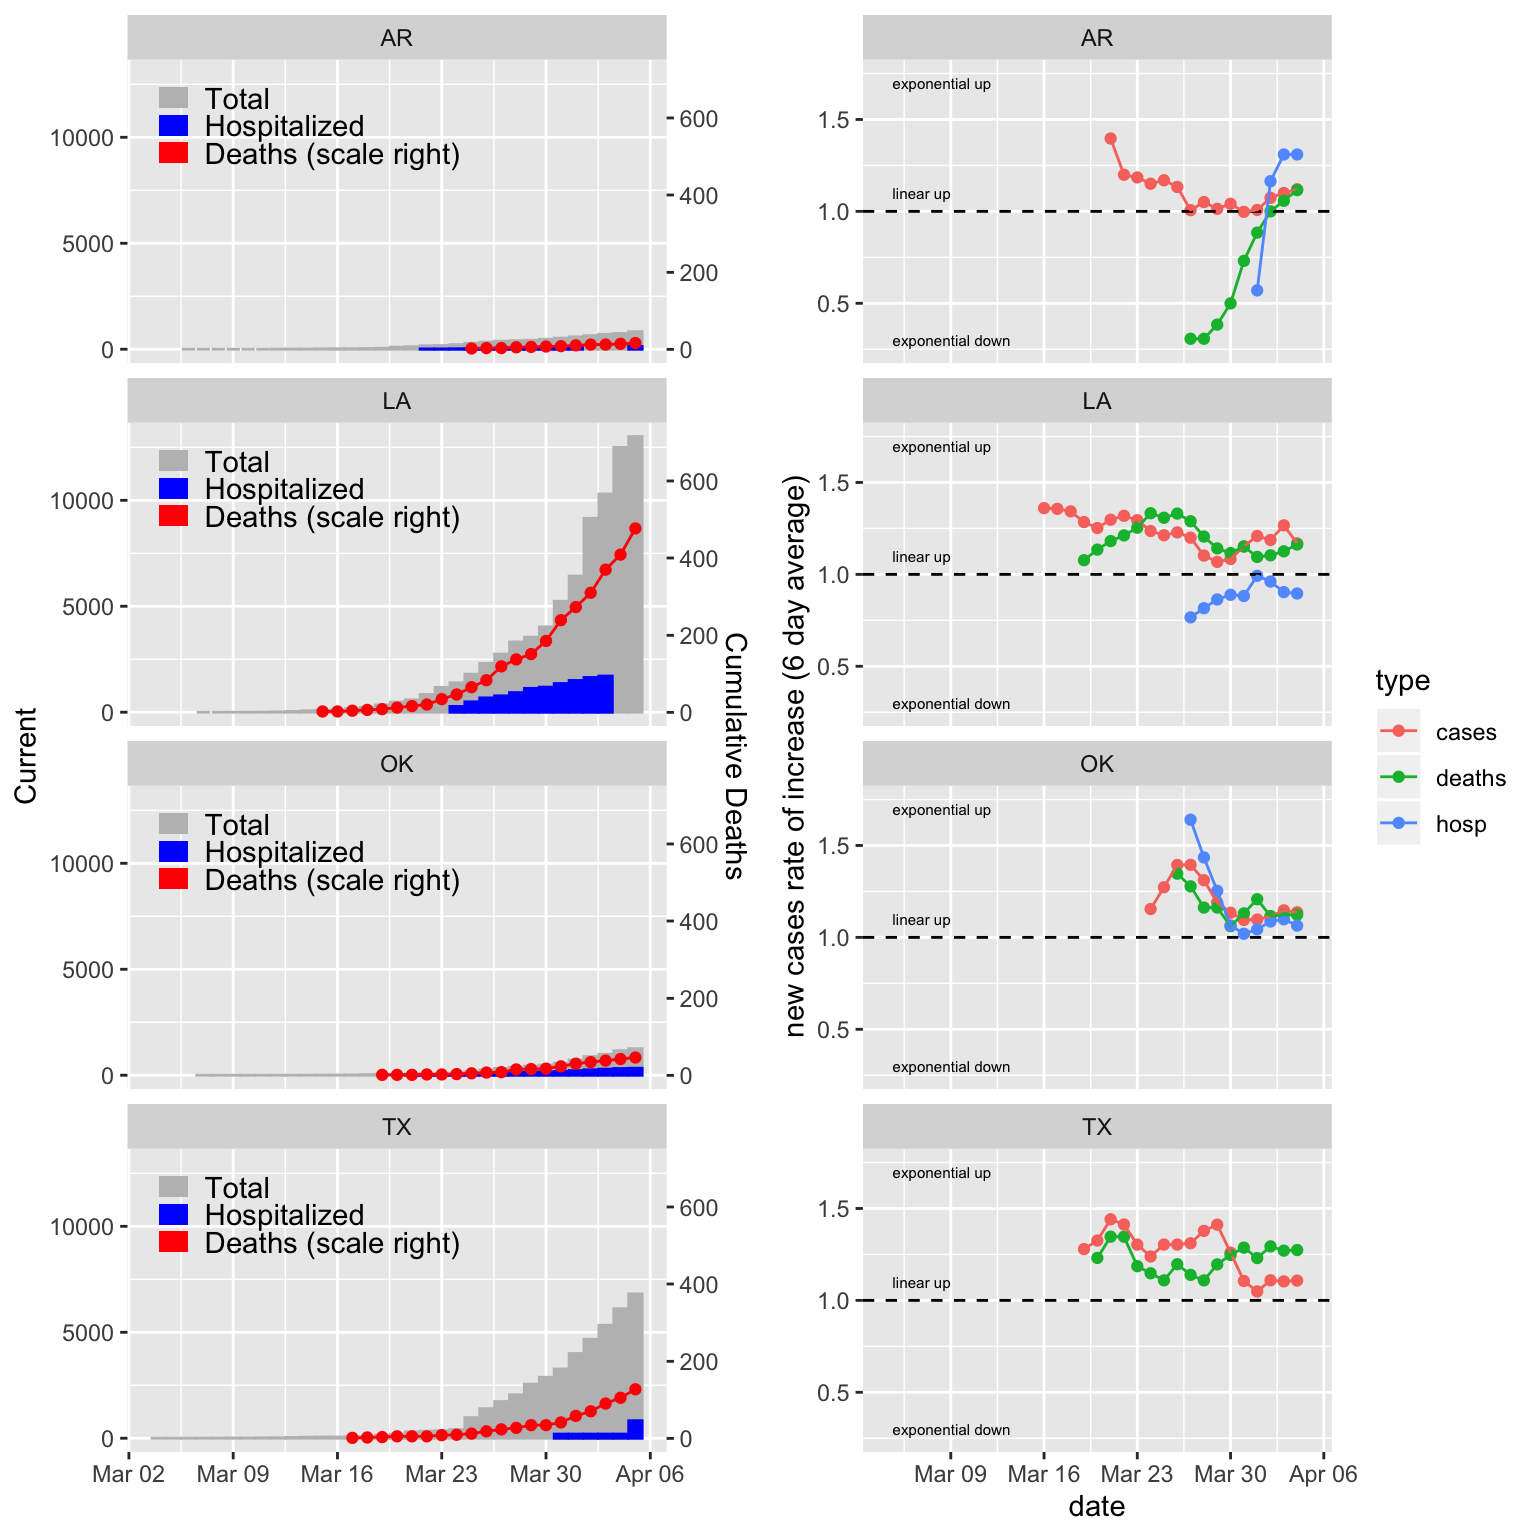 AR
Total
Hospitalized
Deaths (scale right)
10000
5000
0
600
400
200
0
LA
Total
Hospitalized
Deaths (scale right)
10000
5000
0
600
400
200
0
OK
Total
Hospitalized
Deaths (scale right)
10000
5000
0
600
400
200
0
TX
Total
Hospitalized
Deaths (scale right)
10000
5000
0
600
400
200
0
Mar 02 Mar 09 Mar 16 Mar 23 Mar 30 Apr 06
Current
Cumulative Deaths
AR
exponential up
linear up
exponential down
1.5
1.0
0.5
LA
exponential up
linear up
exponential down
1.5
1.0
0.5
OK
exponential up
linear up
exponential down
1.5
1.0
0.5
TX
exponential up
linear up
exponential down
1.5
1.0
0.5
Mar 09 Mar 16 Mar 23 Mar 30 Apr 06
date
new cases rate of increase (6 day average)
type
cases
deaths
hosp